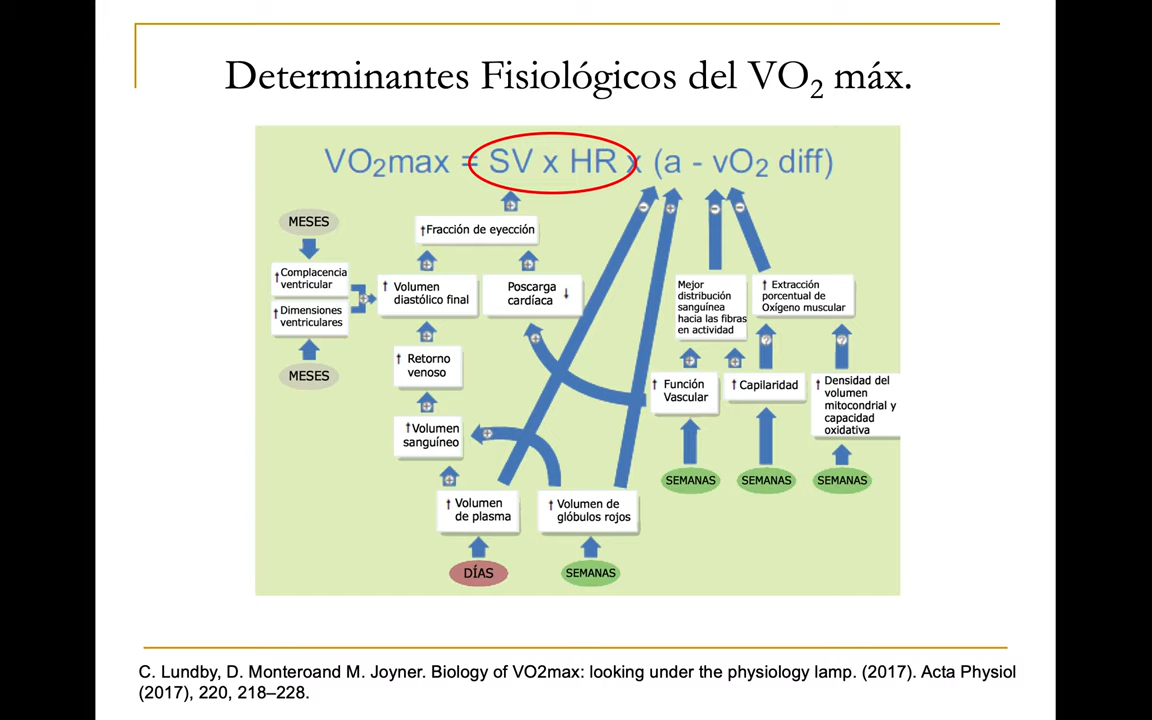 Determinantes Fisiológicos del VO₂ máx.
VO₂max = SV x HR x (a - vO₂ diff)
MESES
↑Fracción de eyección
↑Complacencia
ventricular
↑ Volumen
diastólico final
Poscarga
cardíaca ↓
Mejor
distribución
sanguínea
hacia las fibras
en actividad
↑ Extracción
porcentual de
Oxígeno muscular
↑Dimensiones
ventriculares
MESES
↑ Retorno
venoso
↑ Función
Vascular
↑ Capilaridad
↑ Densidad del
volumen
mitocondrial y
capacidad
oxidativa
↑Volumen
sanguíneo
SEMANAS
SEMANAS
SEMANAS
↑ Volumen
de plasma
↑ Volumen de
glóbulos rojos
DÍAS
SEMANAS
C. Lundby, D. Monteroand M. Joyner. Biology of VO2max: looking under the physiology lamp. (2017). Acta Physiol
(2017), 220, 218–228.